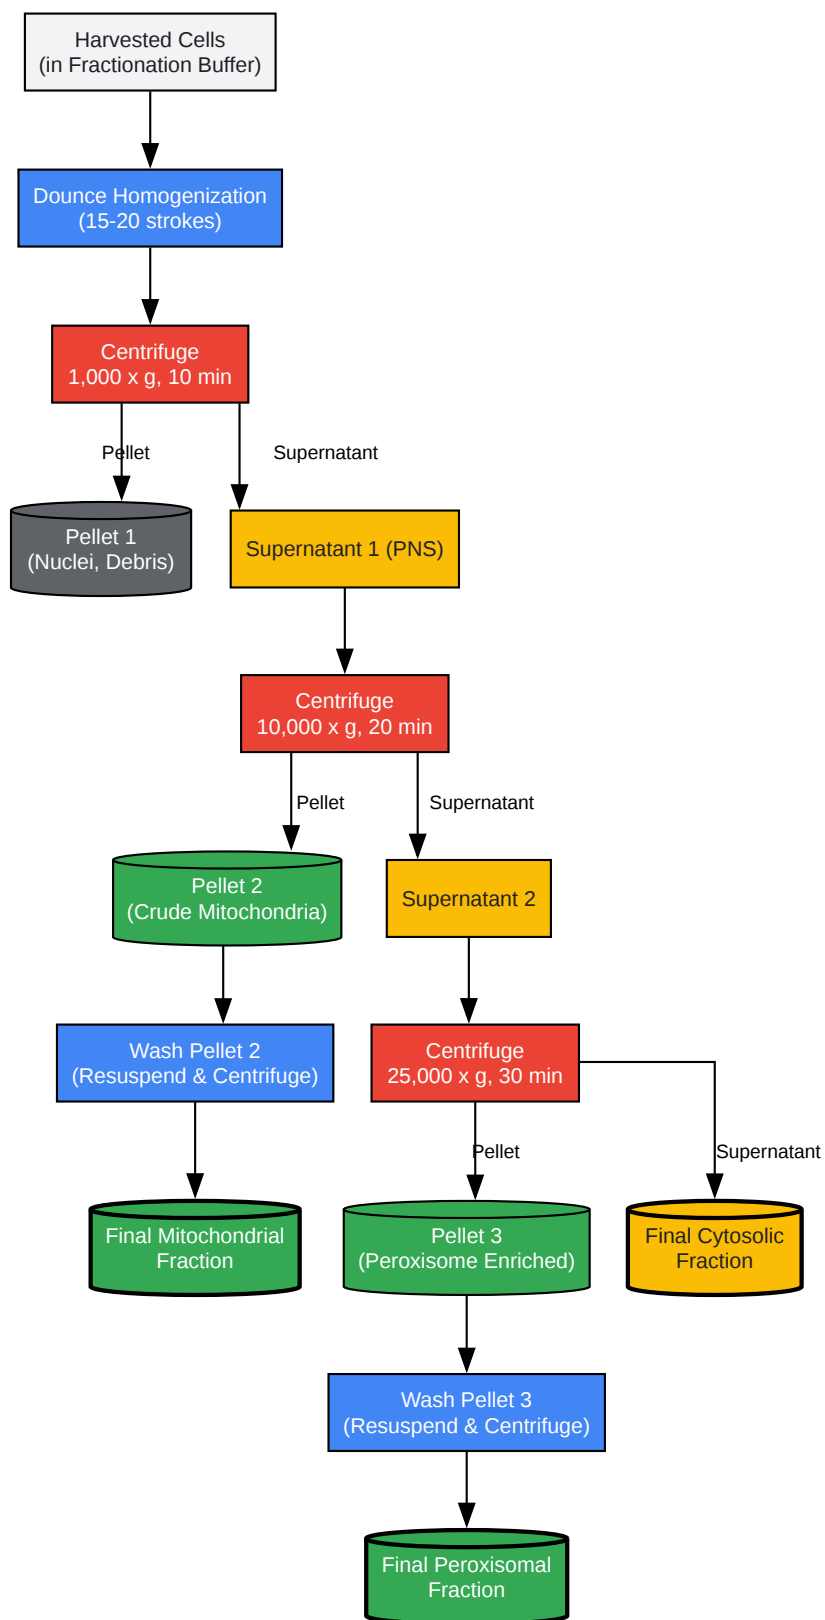 Harvested Cells
(in Fractionation Buffer)
Dounce Homogenization
(15-20 strokes)
Centrifuge
1,000 x g, 10 min
Pellet
Supernatant
Pellet 1
(Nuclei, Debris)
Supernatant 1 (PNS)
Centrifuge
10,000 x g, 20 min
Pellet
Supernatant
Pellet 2
(Crude Mitochondria)
Supernatant 2
Wash Pellet 2
(Resuspend & Centrifuge)
Centrifuge
25,000 x g, 30 min
Pellet
Supernatant
Final Mitochondrial
Fraction
Pellet 3
(Peroxisome Enriched)
Final Cytosolic
Fraction
Wash Pellet 3
(Resuspend & Centrifuge)
Final Peroxisomal
Fraction